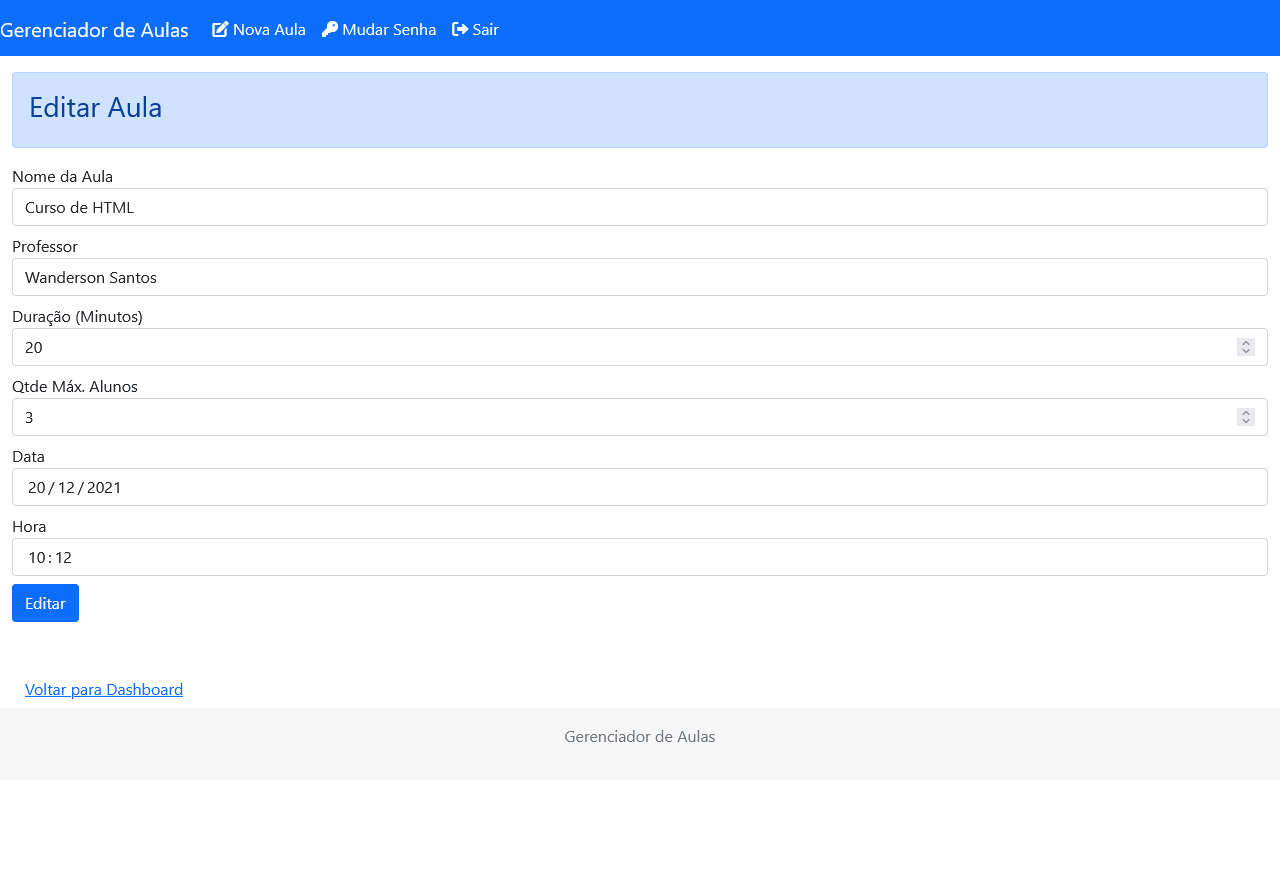 Gerenciador de Aulas Nova Aula Mudar Senha Sair
Editar Aula
Nome da Aula
Curso de HTML
Professor
Wanderson Santos
Duração (Minutos)
20
Qtde Máx. Alunos
3
Data
20/12/2021
Hora
10:12
Editar
Voltar para Dashboard
Gerenciador de Aulas